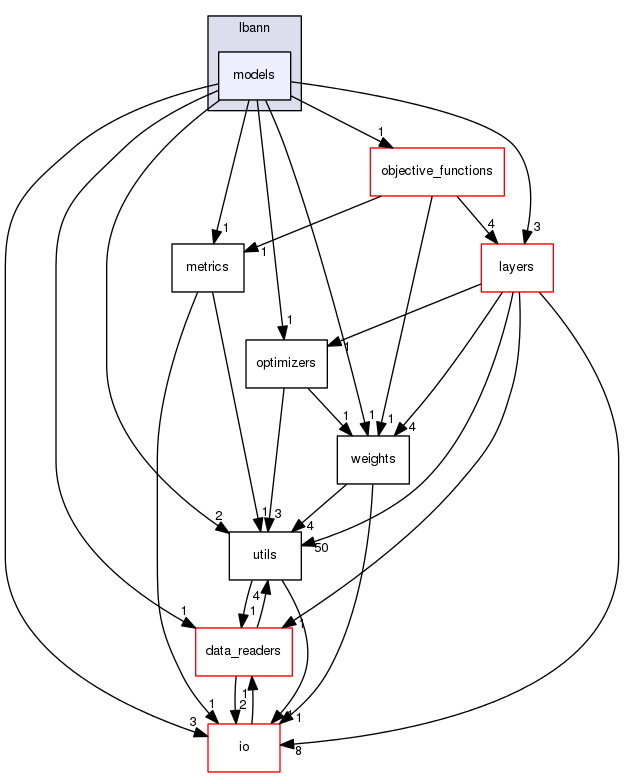 lbann
models
1
objective_functions
1
1
4
3
metrics
layers
1
1
optimizers
1
1
1
4
weights
2
1
3
4
50
utils
1
4
1
1
data_readers
1
2
1
1
3
8
io